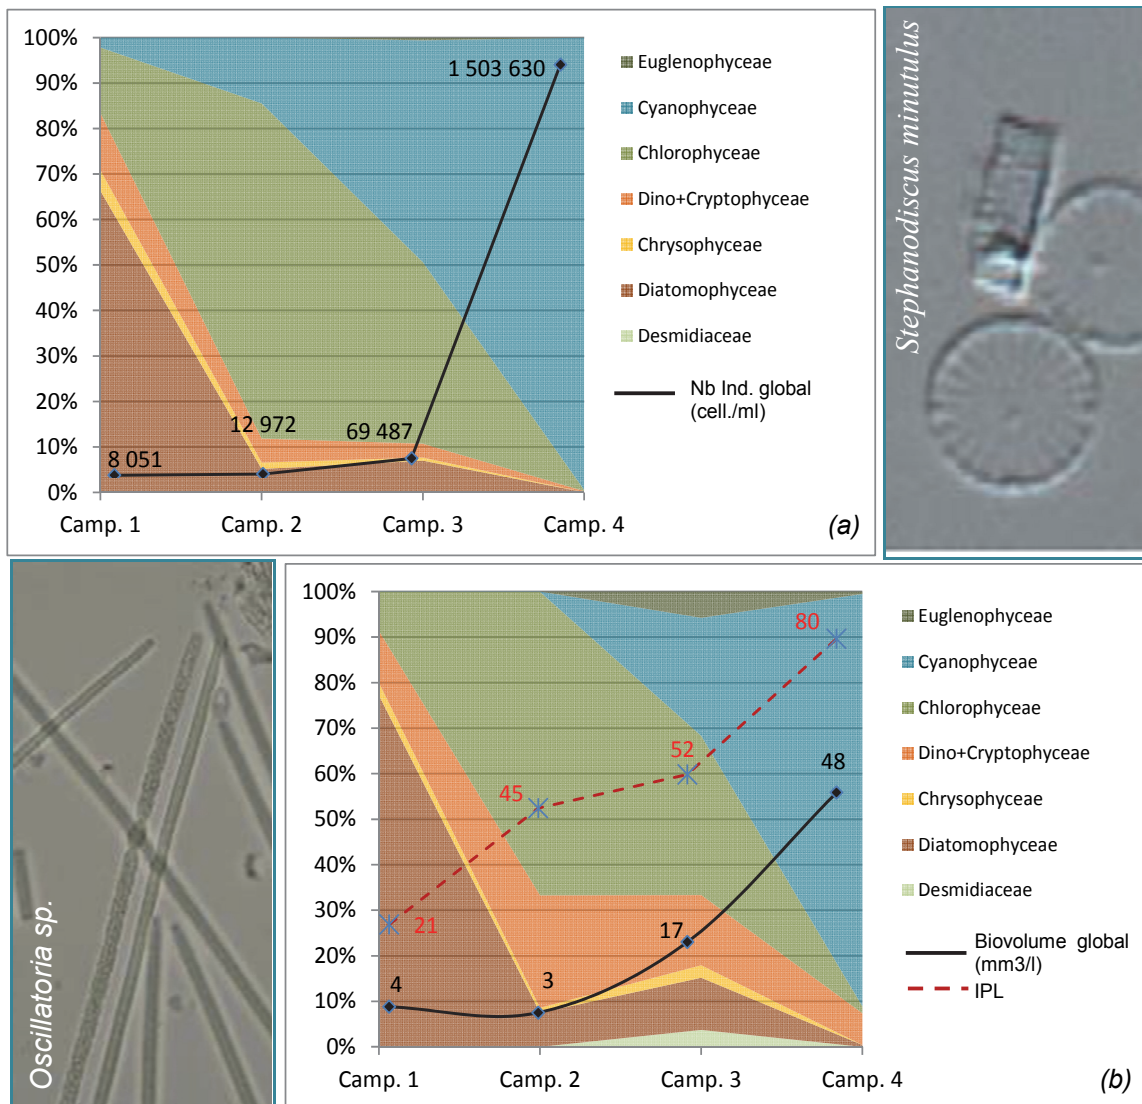 100%
90%
80%
70%
60%
50%
40%
30%
20%
10%
0%
1 503 630
12 972
69 487
8 051
Camp. 1
Camp. 2
Camp. 3
Camp. 4
Euglenophyceae
Cyanophyceae
Chlorophyceae
Dino+Cryptophyceae
Chrysophyceae
Diatomophyceae
Desmidiaceae
Nb Ind. global
(cell./ml)
(a)
Stephanodiscus minutulus
Oscillatoria sp.
100%
90%
80%
70%
60%
50%
40%
30%
20%
10%
0%
80
52
48
45
21
17
4
3
Camp. 1
Camp. 2
Camp. 3
Camp. 4
Euglenophyceae
Cyanophyceae
Chlorophyceae
Dino+Cryptophyceae
Chrysophyceae
Diatomophyceae
Desmidiaceae
Biovolume global
(mm3/l)
IPL
(b)